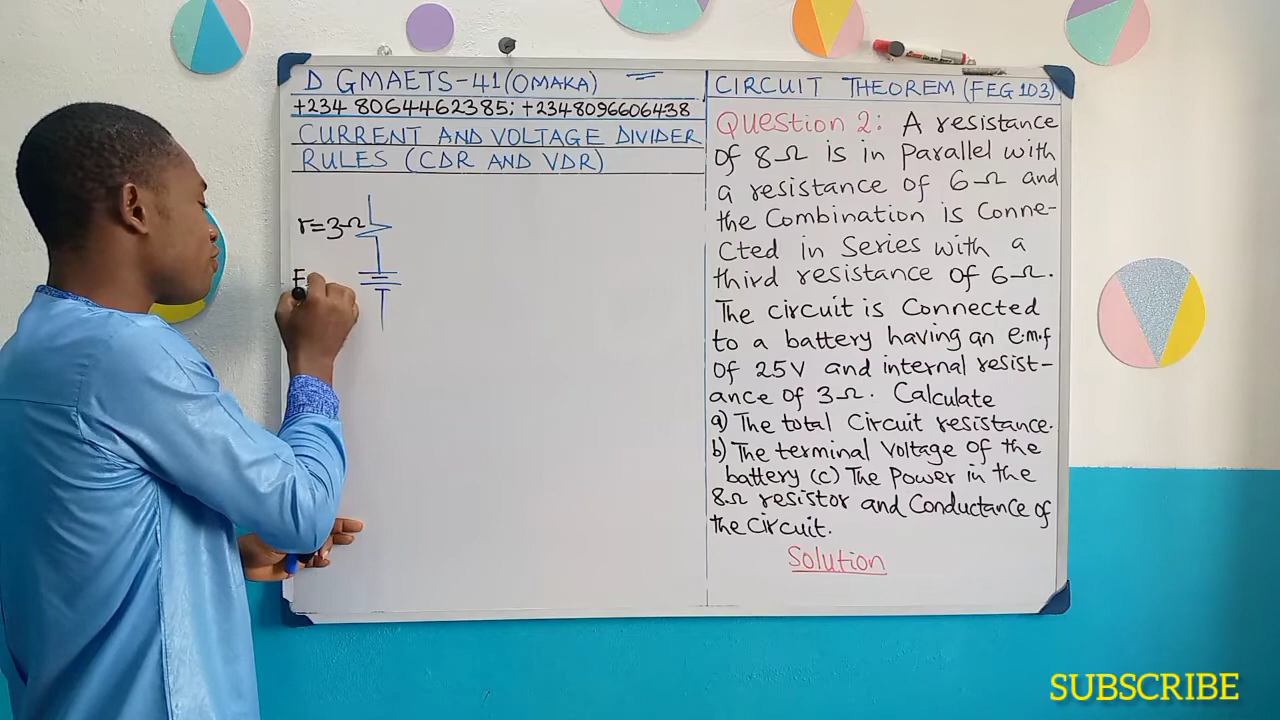 D GMAETS-41(OMAKA)
+234 8064462385; +2348096606438
CURRENT AND VOLTAGE DIVIDER
RULES (CDR AND VDR)
r=3Ω
E
CIRCUIT THEOREM (FEG 103)
Question 2: A resistance
of 8Ω is in parallel with
a resistance of 6Ω and
the Combination is Conne-
cted in Series with a
third resistance of 6Ω.
The circuit is Connected
to a battery having an e.m.f
of 25V and internal resist-
ance of 3Ω. Calculate
a) The total Circuit resistance.
b) The terminal Voltage of the
battery (c) The Power in the
8Ω resistor and Conductance of
the Circuit.
Solution
SUBSCRIBE